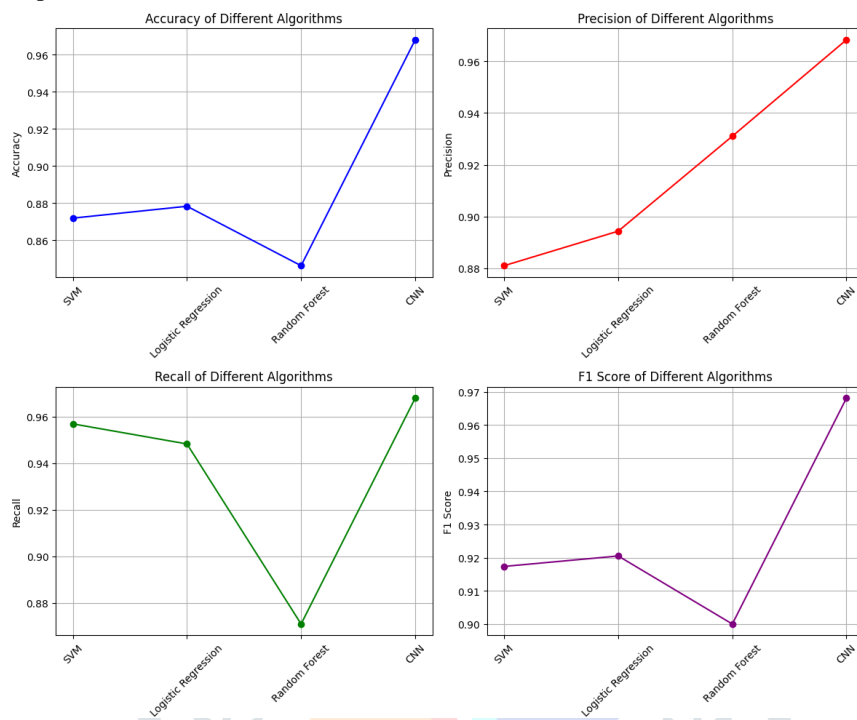 Accuracy of Different Algorithms
0.96
0.94
0.92
0.90
0.88
0.86
Accuracy
SVM
Logistic Regression
Random Forest
CNN
Precision of Different Algorithms
0.96
0.94
0.92
0.90
0.88
Precision
SVM
Logistic Regression
Random Forest
CNN
Recall of Different Algorithms
0.96
0.94
0.92
0.90
0.88
Recall
SVM
Logistic Regression
Random Forest
CNN
F1 Score of Different Algorithms
0.97
0.96
0.95
0.94
0.93
0.92
0.91
0.90
F1 Score
SVM
Logistic Regression
Random Forest
CNN